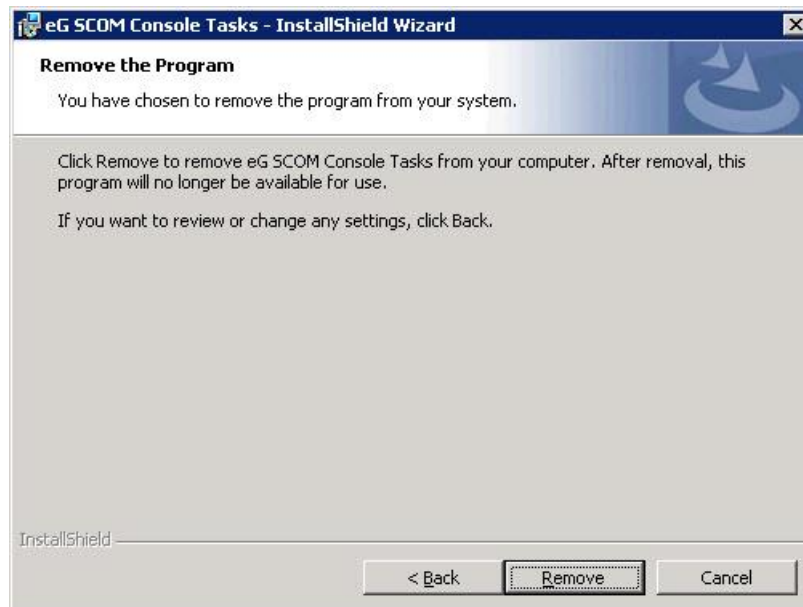 eG SCOM Console Tasks - InstallShield Wizard
Remove the Program
You have chosen to remove the program from your system.
Click Remove to remove eG SCOM Console Tasks from your computer. After removal, this
program will no longer be available for use.
If you want to review or change any settings, click Back.
InstallShield
< Back
Remove
Cancel